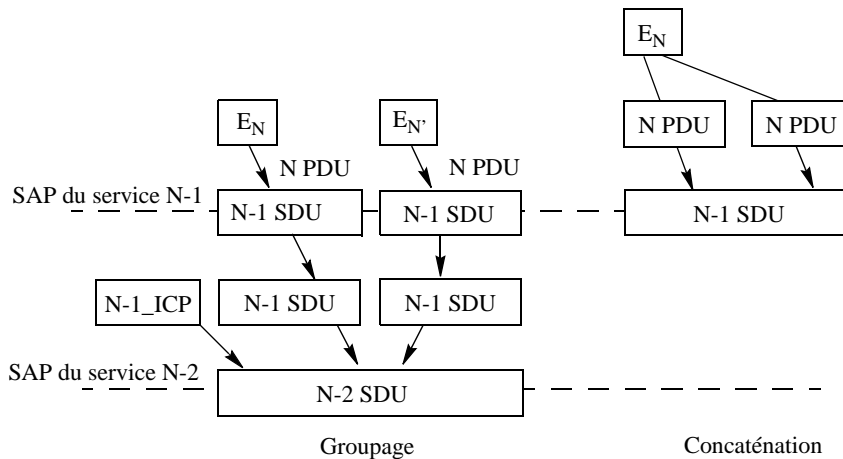 E_N
E_N E_N'
N PDU N PDU
N PDU N PDU
SAP du service N-1
N-1 SDU N-1 SDU N-1 SDU
N-1_ICP N-1 SDU N-1 SDU
SAP du service N-2
N-2 SDU
Groupage Concaténation